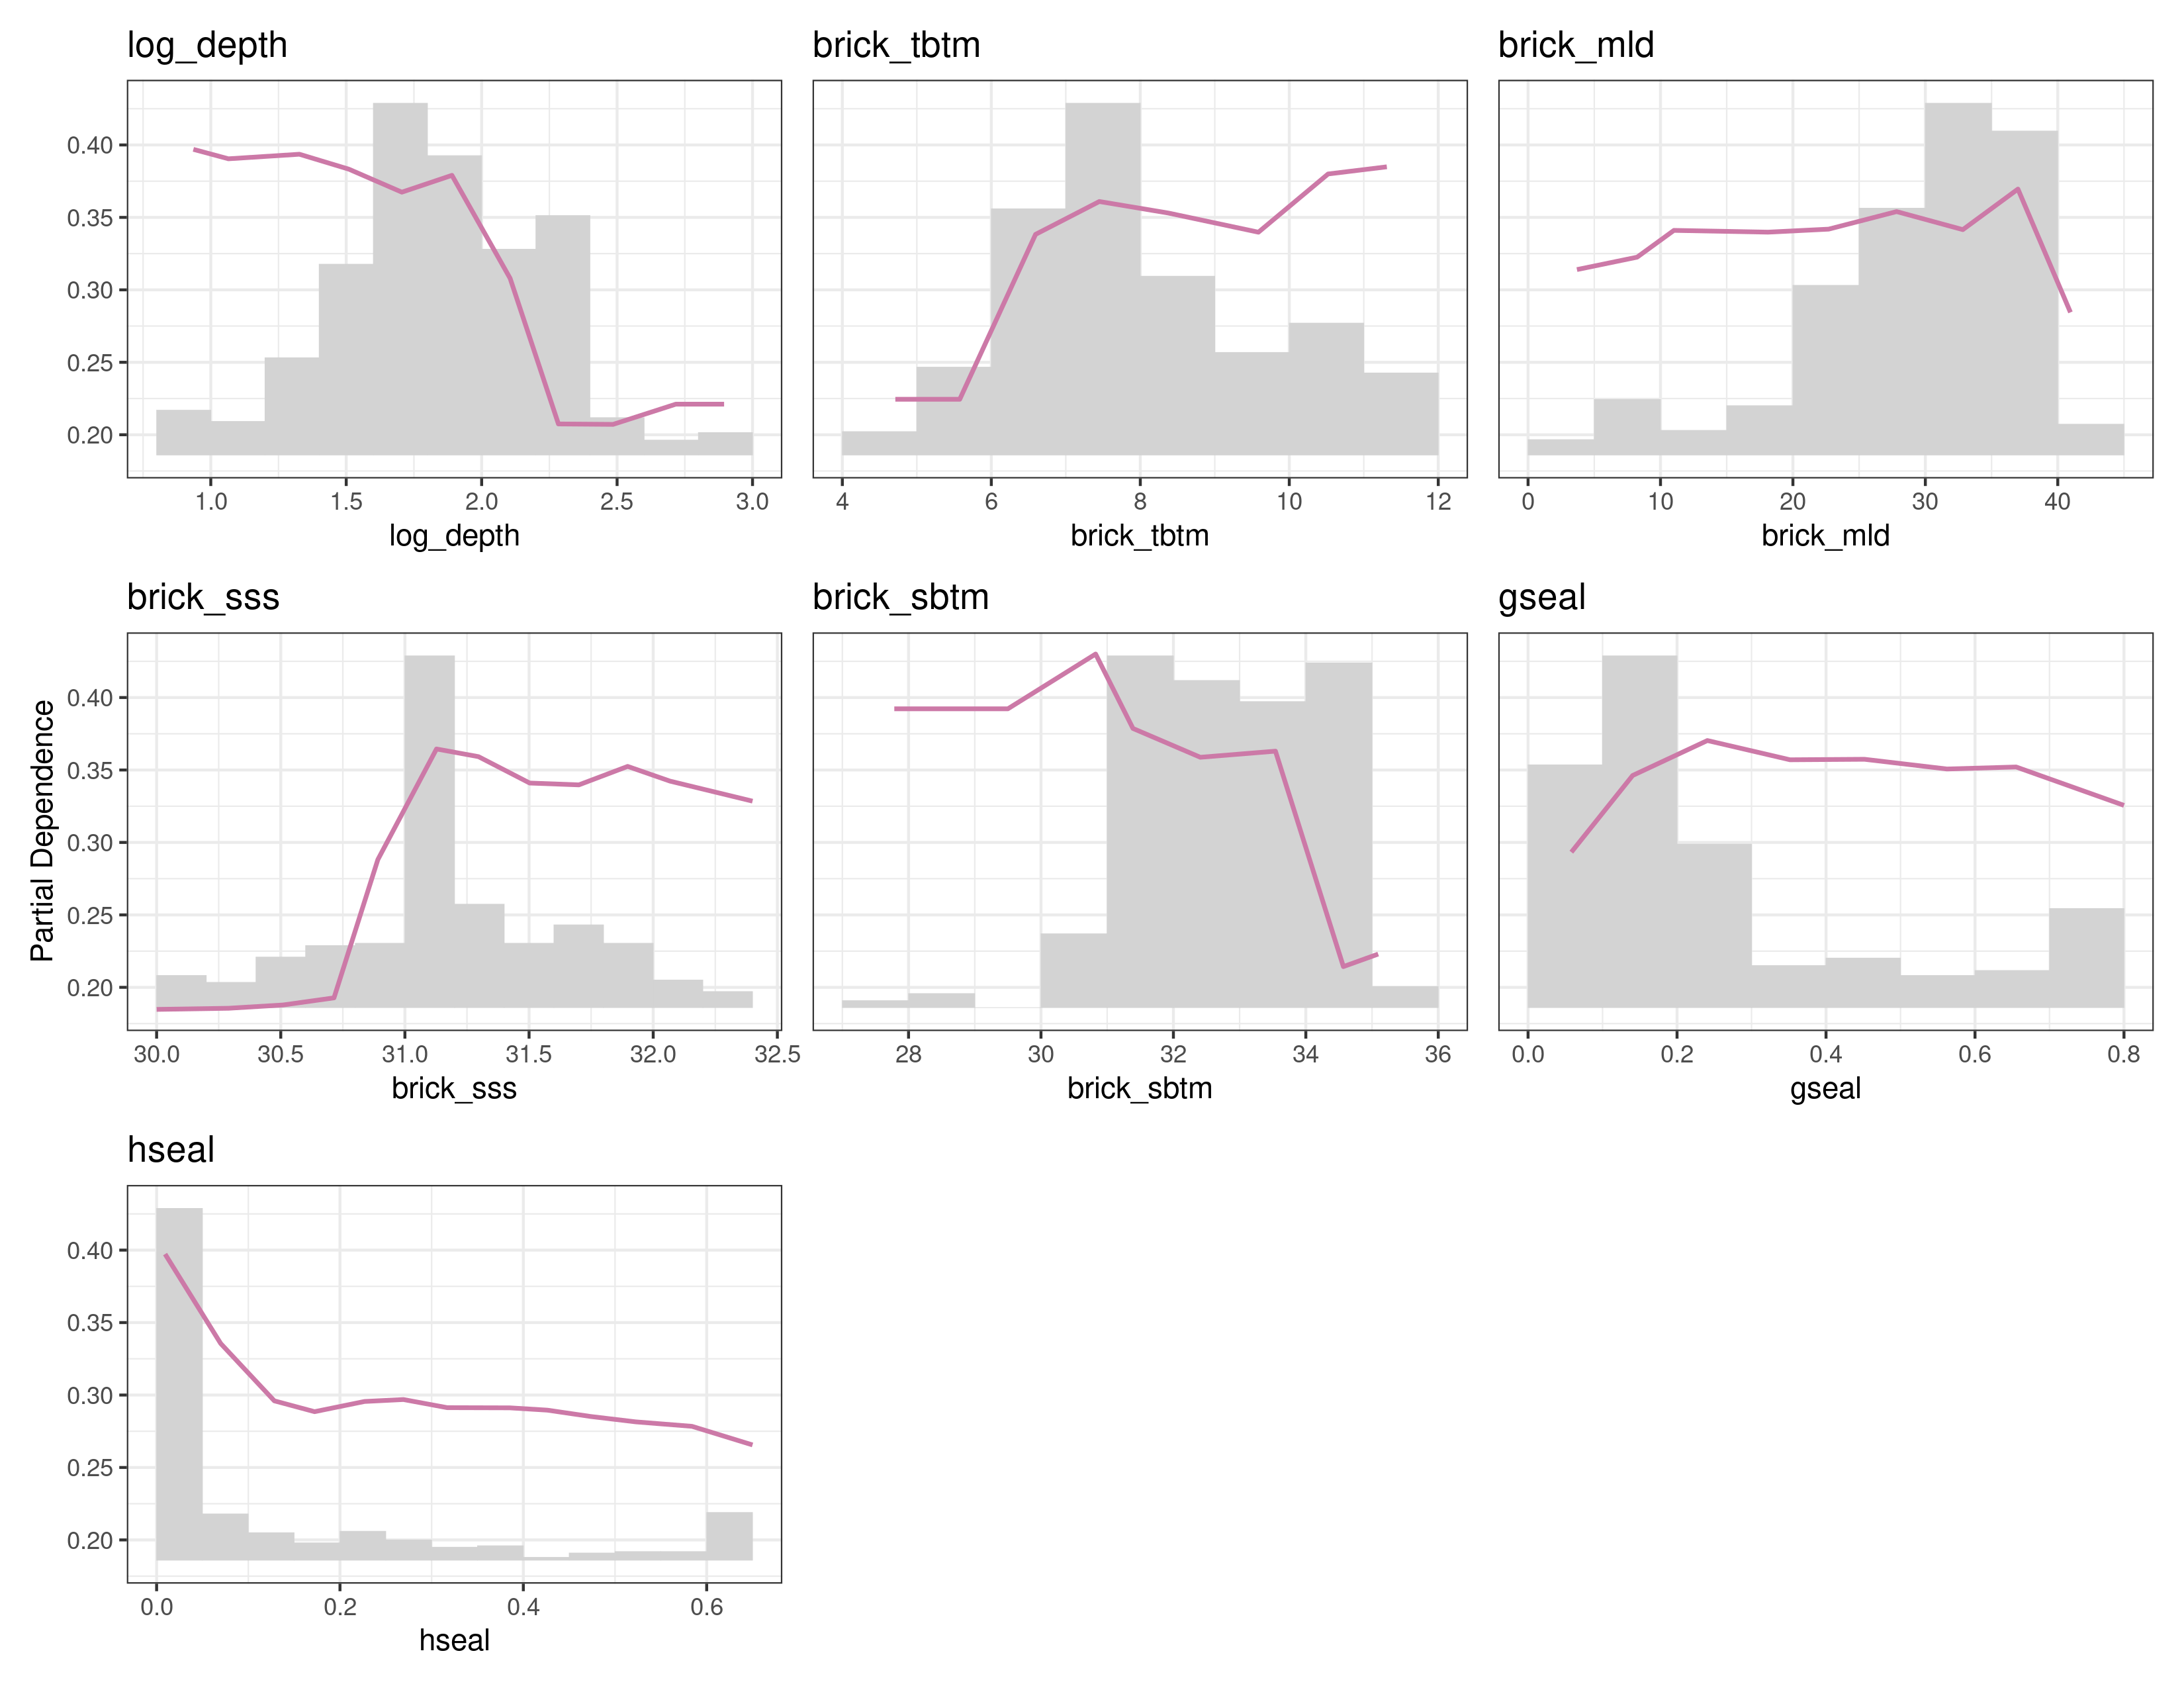 log_depth
brick_tbtm
brick_mld
0.40
0.35
0.30
0.25
0.20
1.0 1.5 2.0 2.5 3.0
4 6 8 10 12
0 10 20 30 40
log_depth
brick_tbtm
brick_mld
brick_sss
brick_sbtm
gseal
Partial Dependence
0.40
0.35
0.30
0.25
0.20
30.0 30.5 31.0 31.5 32.0 32.5
28 30 32 34 36
0.0 0.2 0.4 0.6 0.8
brick_sss
brick_sbtm
gseal
hseal
0.40
0.35
0.30
0.25
0.20
0.0 0.2 0.4 0.6
hseal